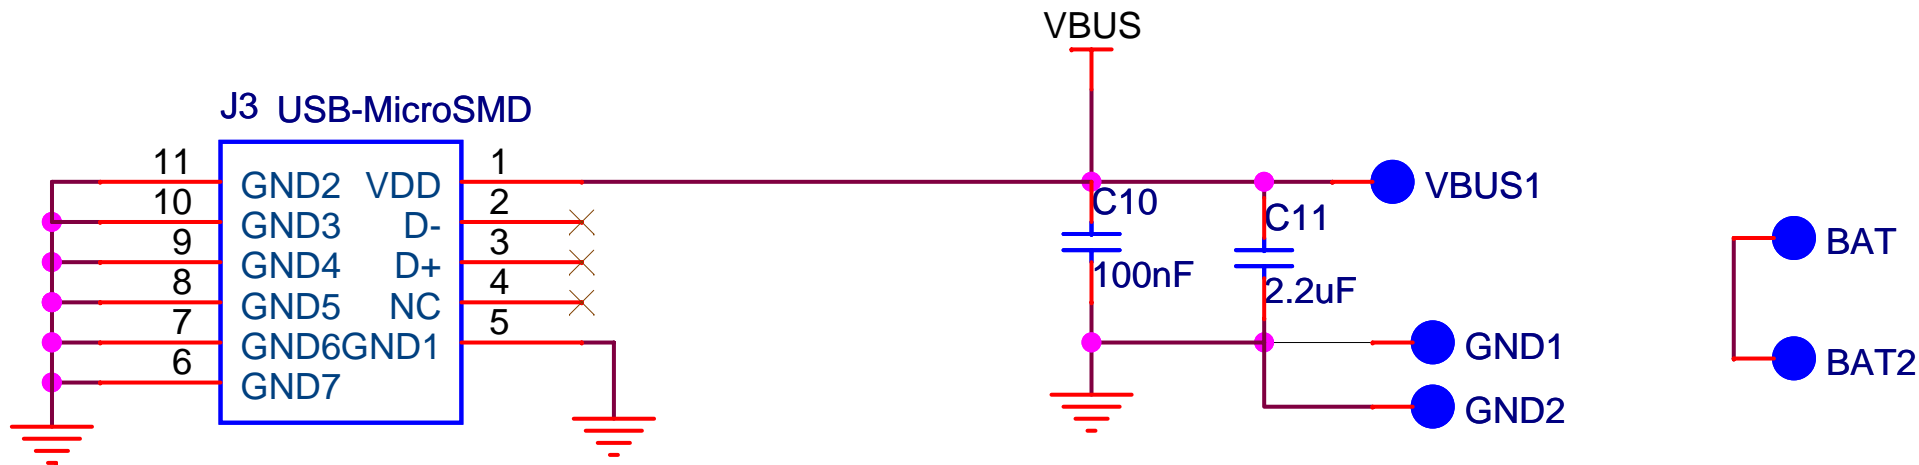 VBUS
J3 USB-MicroSMD
11 GND2 VDD 1
10 GND3 D- 2
9 GND4 D+ 3
8 GND5 NC 4
7 GND6GND1 5
6 GND7
C10
100nF
C11
2.2uF
VBUS1
GND1
GND2
BAT
BAT2